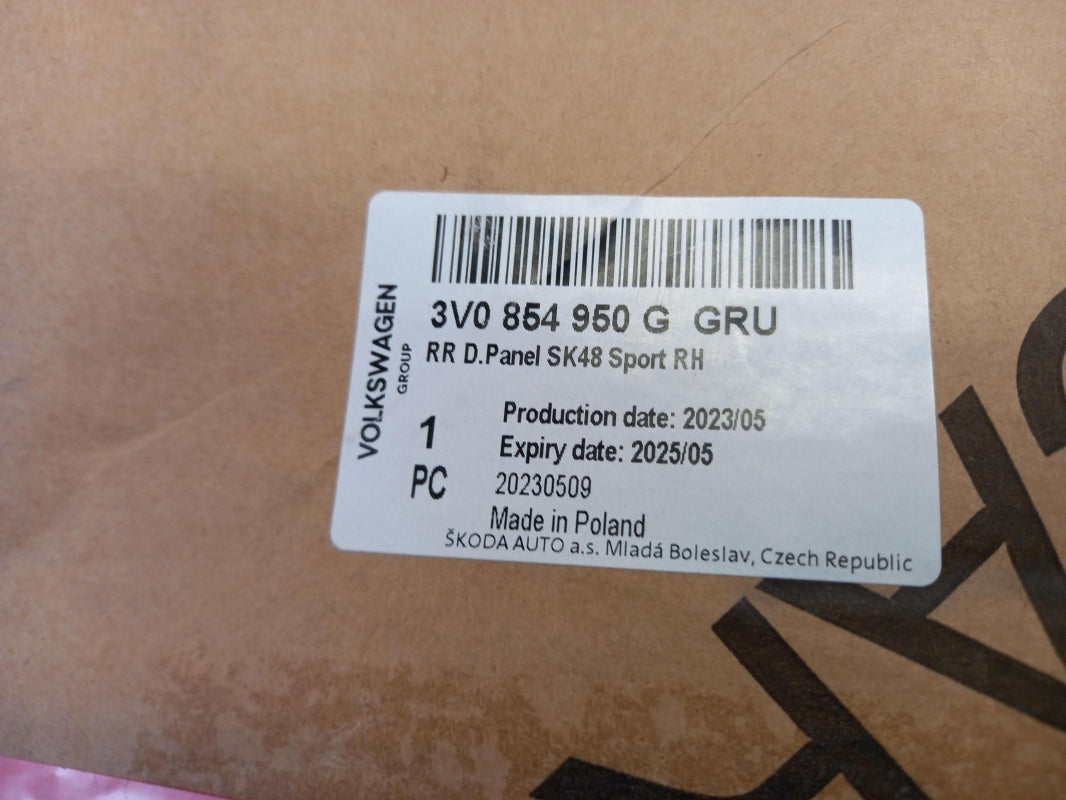 3V0 854 950 G GRU
RR D.Panel SK48 Sport RH
VOLKSWAGEN
GROUP
1
PC
Production date: 2023/05
Expiry date: 2025/05
20230509
Made in Poland
ŠKODA AUTO a.s. Mladá Boleslav, Czech Republic